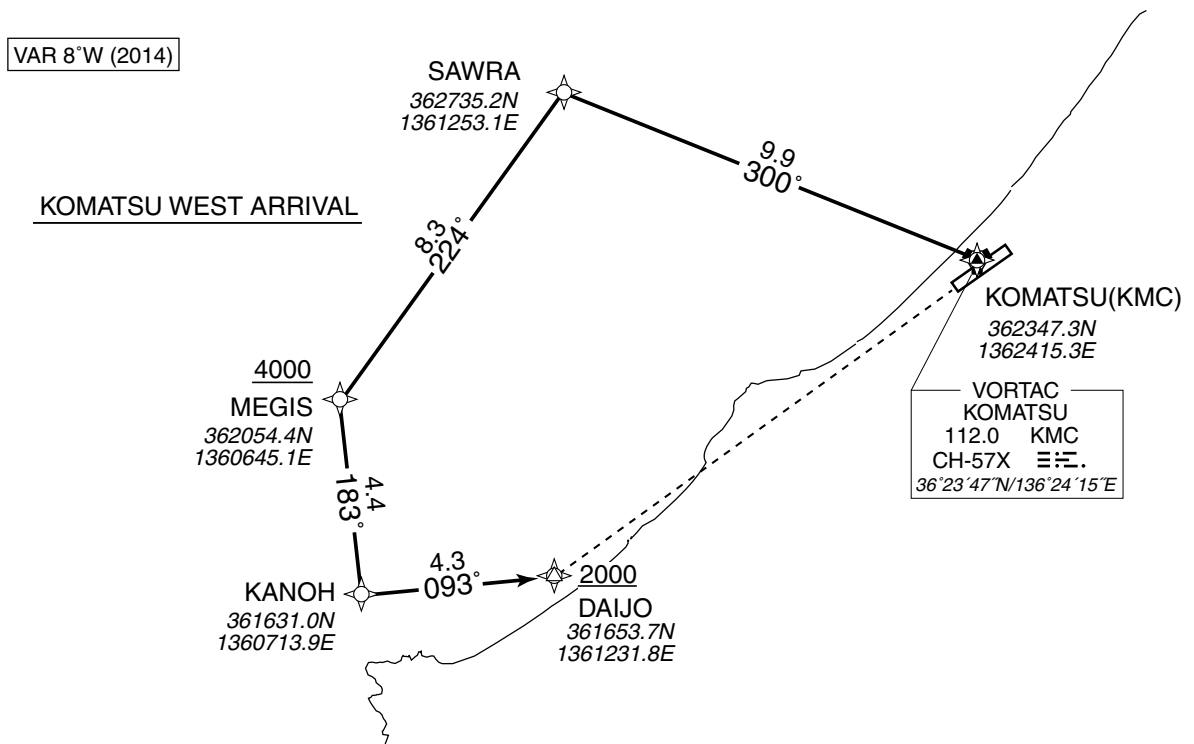 VAR 8°W (2014)
SAWRA
362735.2N
1361253.1E
9.9
300°
KOMATSU WEST ARRIVAL
8.3
224°
KOMATSU(KMC)
362347.3N
1362415.3E
4000
MEGIS
362054.4N
1360645.1E
VORTAC
KOMATSU
112.0 KMC
CH-57X
36°23´47˝N/136°24´15˝E
4.4
183°
4.3
093°
KANOH
361631.0N
1360713.9E
2000
DAIJO
361653.7N
1361231.8E